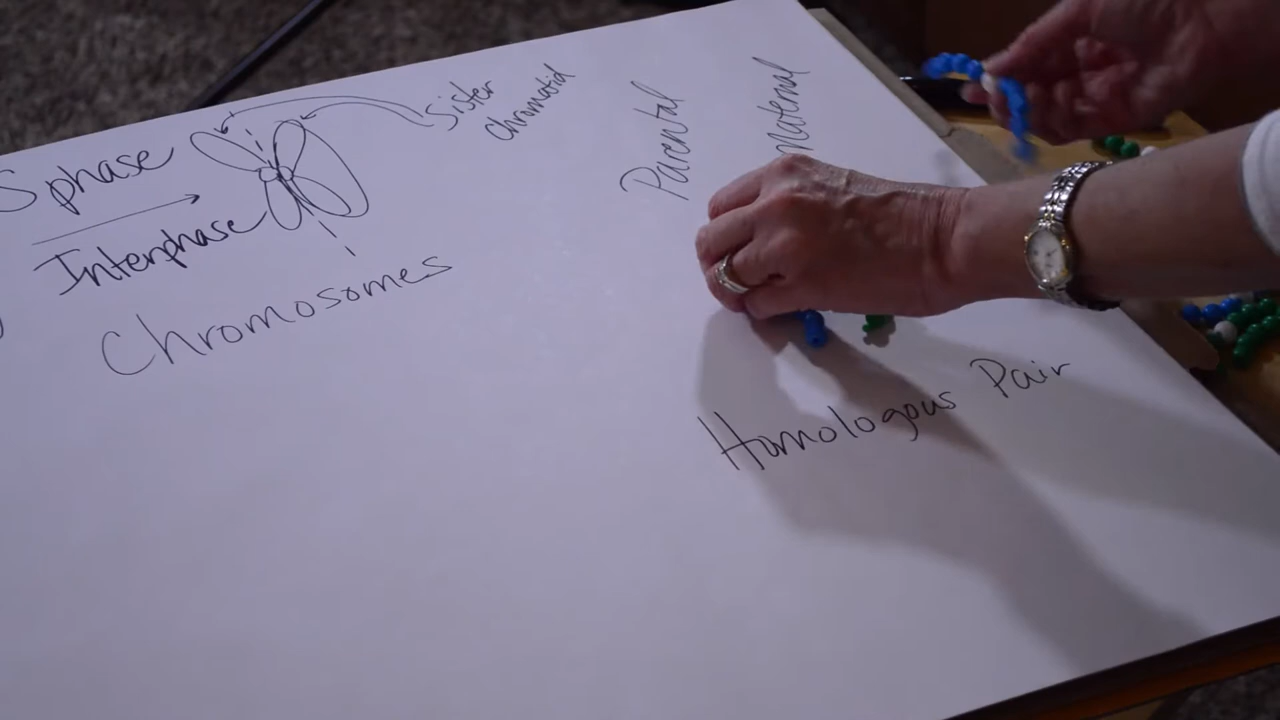 S phase
Interphase
Chromosomes
Sister
Chromatid
Parental
Maternal
Homologous Pair